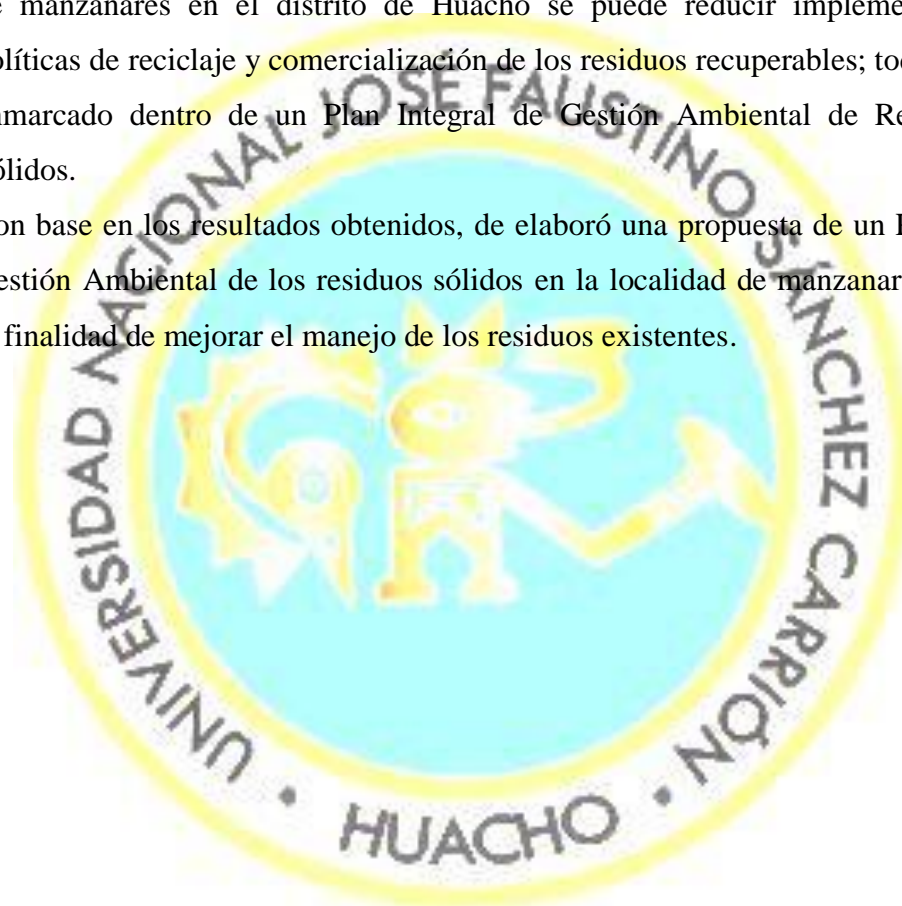 e manzanares en el distrito de Huacho se puede reducir impleme
olíticas de reciclaje y comercialización de los residuos recuperables; to
nmarcado dentro de un Plan Integral de Gestión Ambiental de Re
ólidos.
on base en los resultados obtenidos, de elaboró una propuesta de un
estión Ambiental de los residuos sólidos en la localidad de manzanar
finalidad de mejorar el manejo de los residuos existentes.
UNIVERSIDAD NACIONAL JOSÉ FAUSTINO SÁNCHEZ CARRIÓN • HUACHO •